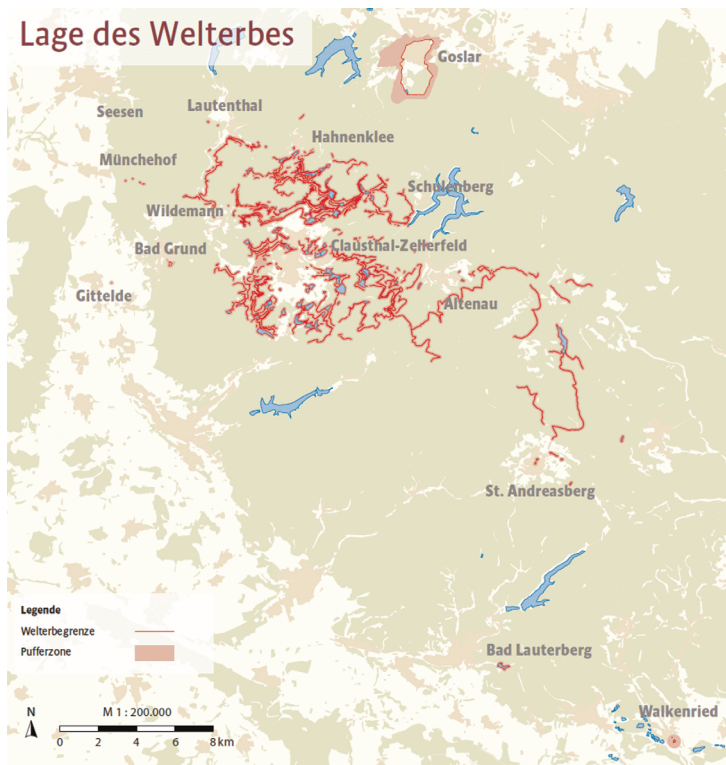 Lage des Welterbes
Goslar
Lautenthal
Seesen
Hahnenklee
Münchehof
Schulenberg
Wildemann
Bad Grund
Clausthal-Zellerfeld
Gittelde
Altenau
St. Andreasberg
Legende
Welterbegrenze
Pufferzone
Bad Lauterberg
N
M 1 : 200.000
Walkenried
0 2 4 6 8 km